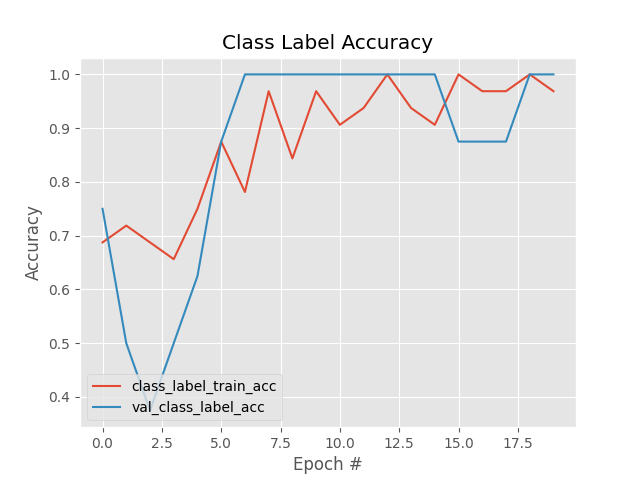 Class Label Accuracy
1.0
0.9
0.8
0.7
0.6
0.5
0.4
Accuracy
class_label_train_acc
val_class_label_acc
0.0 2.5 5.0 7.5 10.0 12.5 15.0 17.5
Epoch #